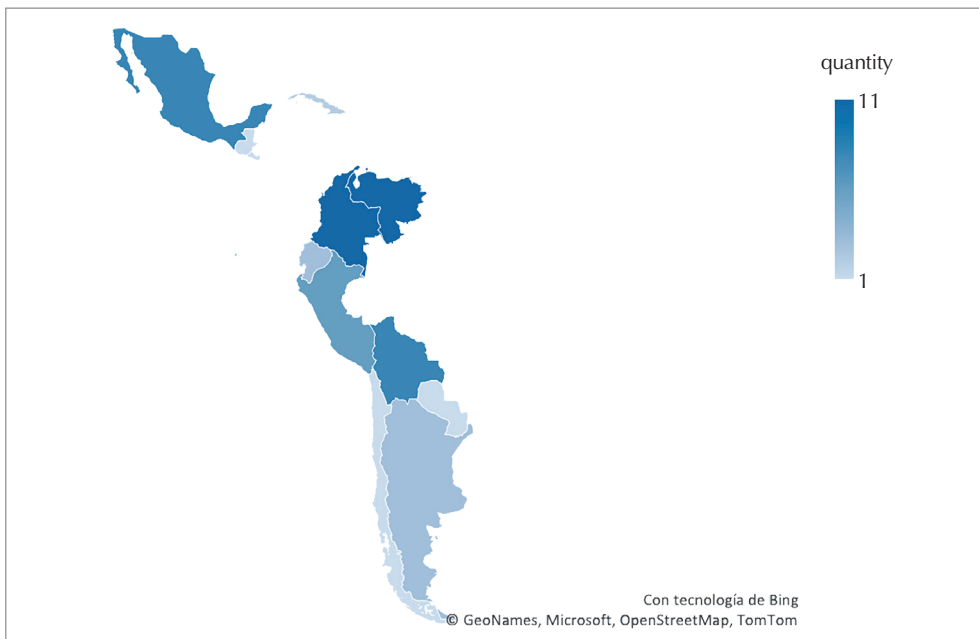 quantity
11
1
Con tecnología de Bing
© GeoNames, Microsoft, OpenStreetMap, TomTom